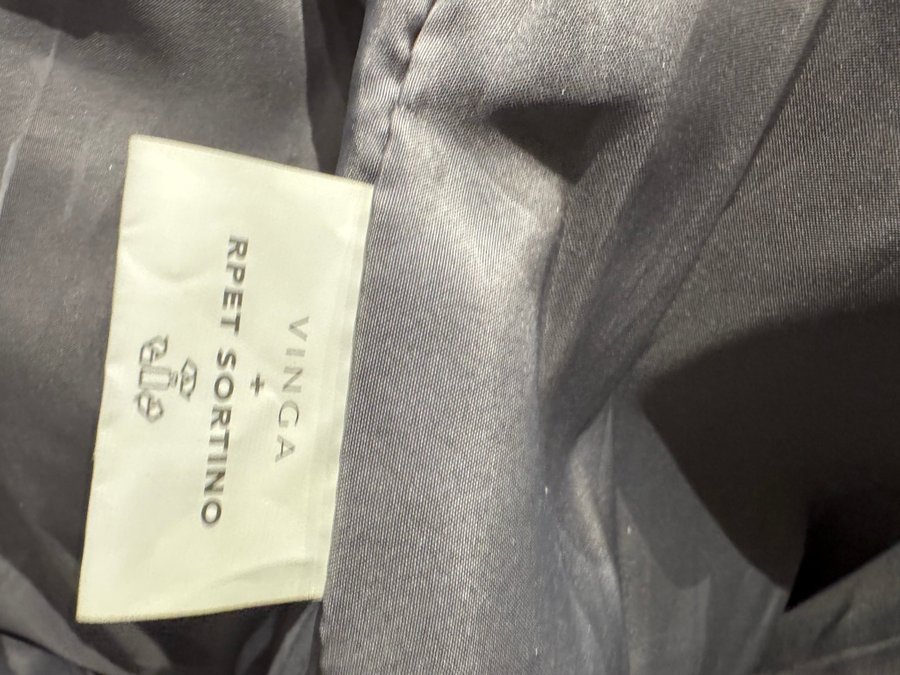 VINGA
+
RPET SORTINO